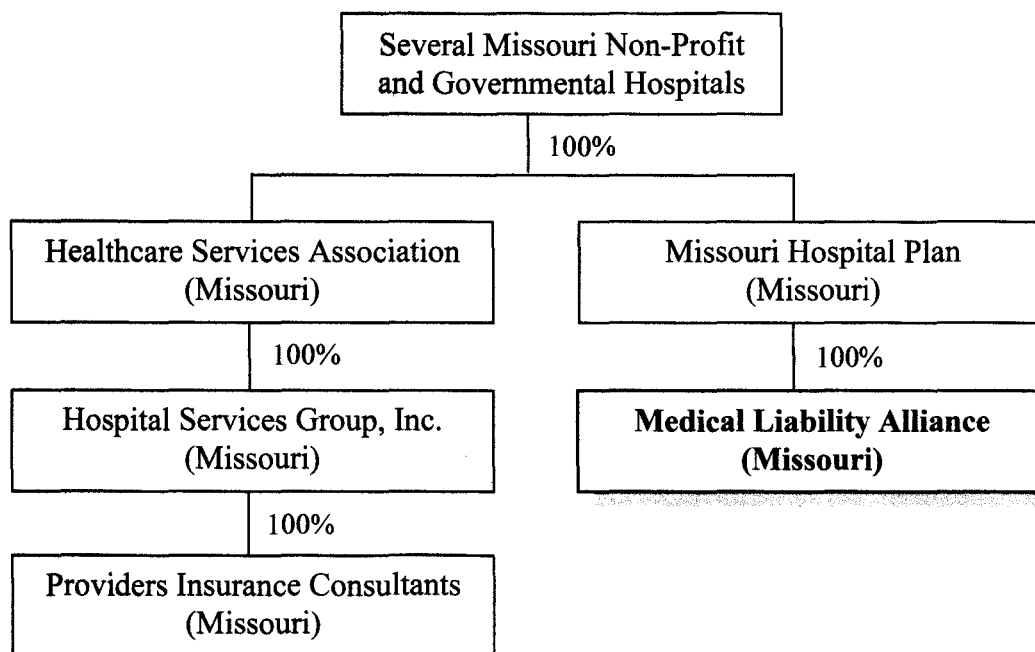 Several Missouri Non-Profit
and Governmental Hospitals
100%
Healthcare Services Association
(Missouri)
Missouri Hospital Plan
(Missouri)
100%
100%
Hospital Services Group, Inc.
(Missouri)
Medical Liability Alliance
(Missouri)
100%
Providers Insurance Consultants
(Missouri)